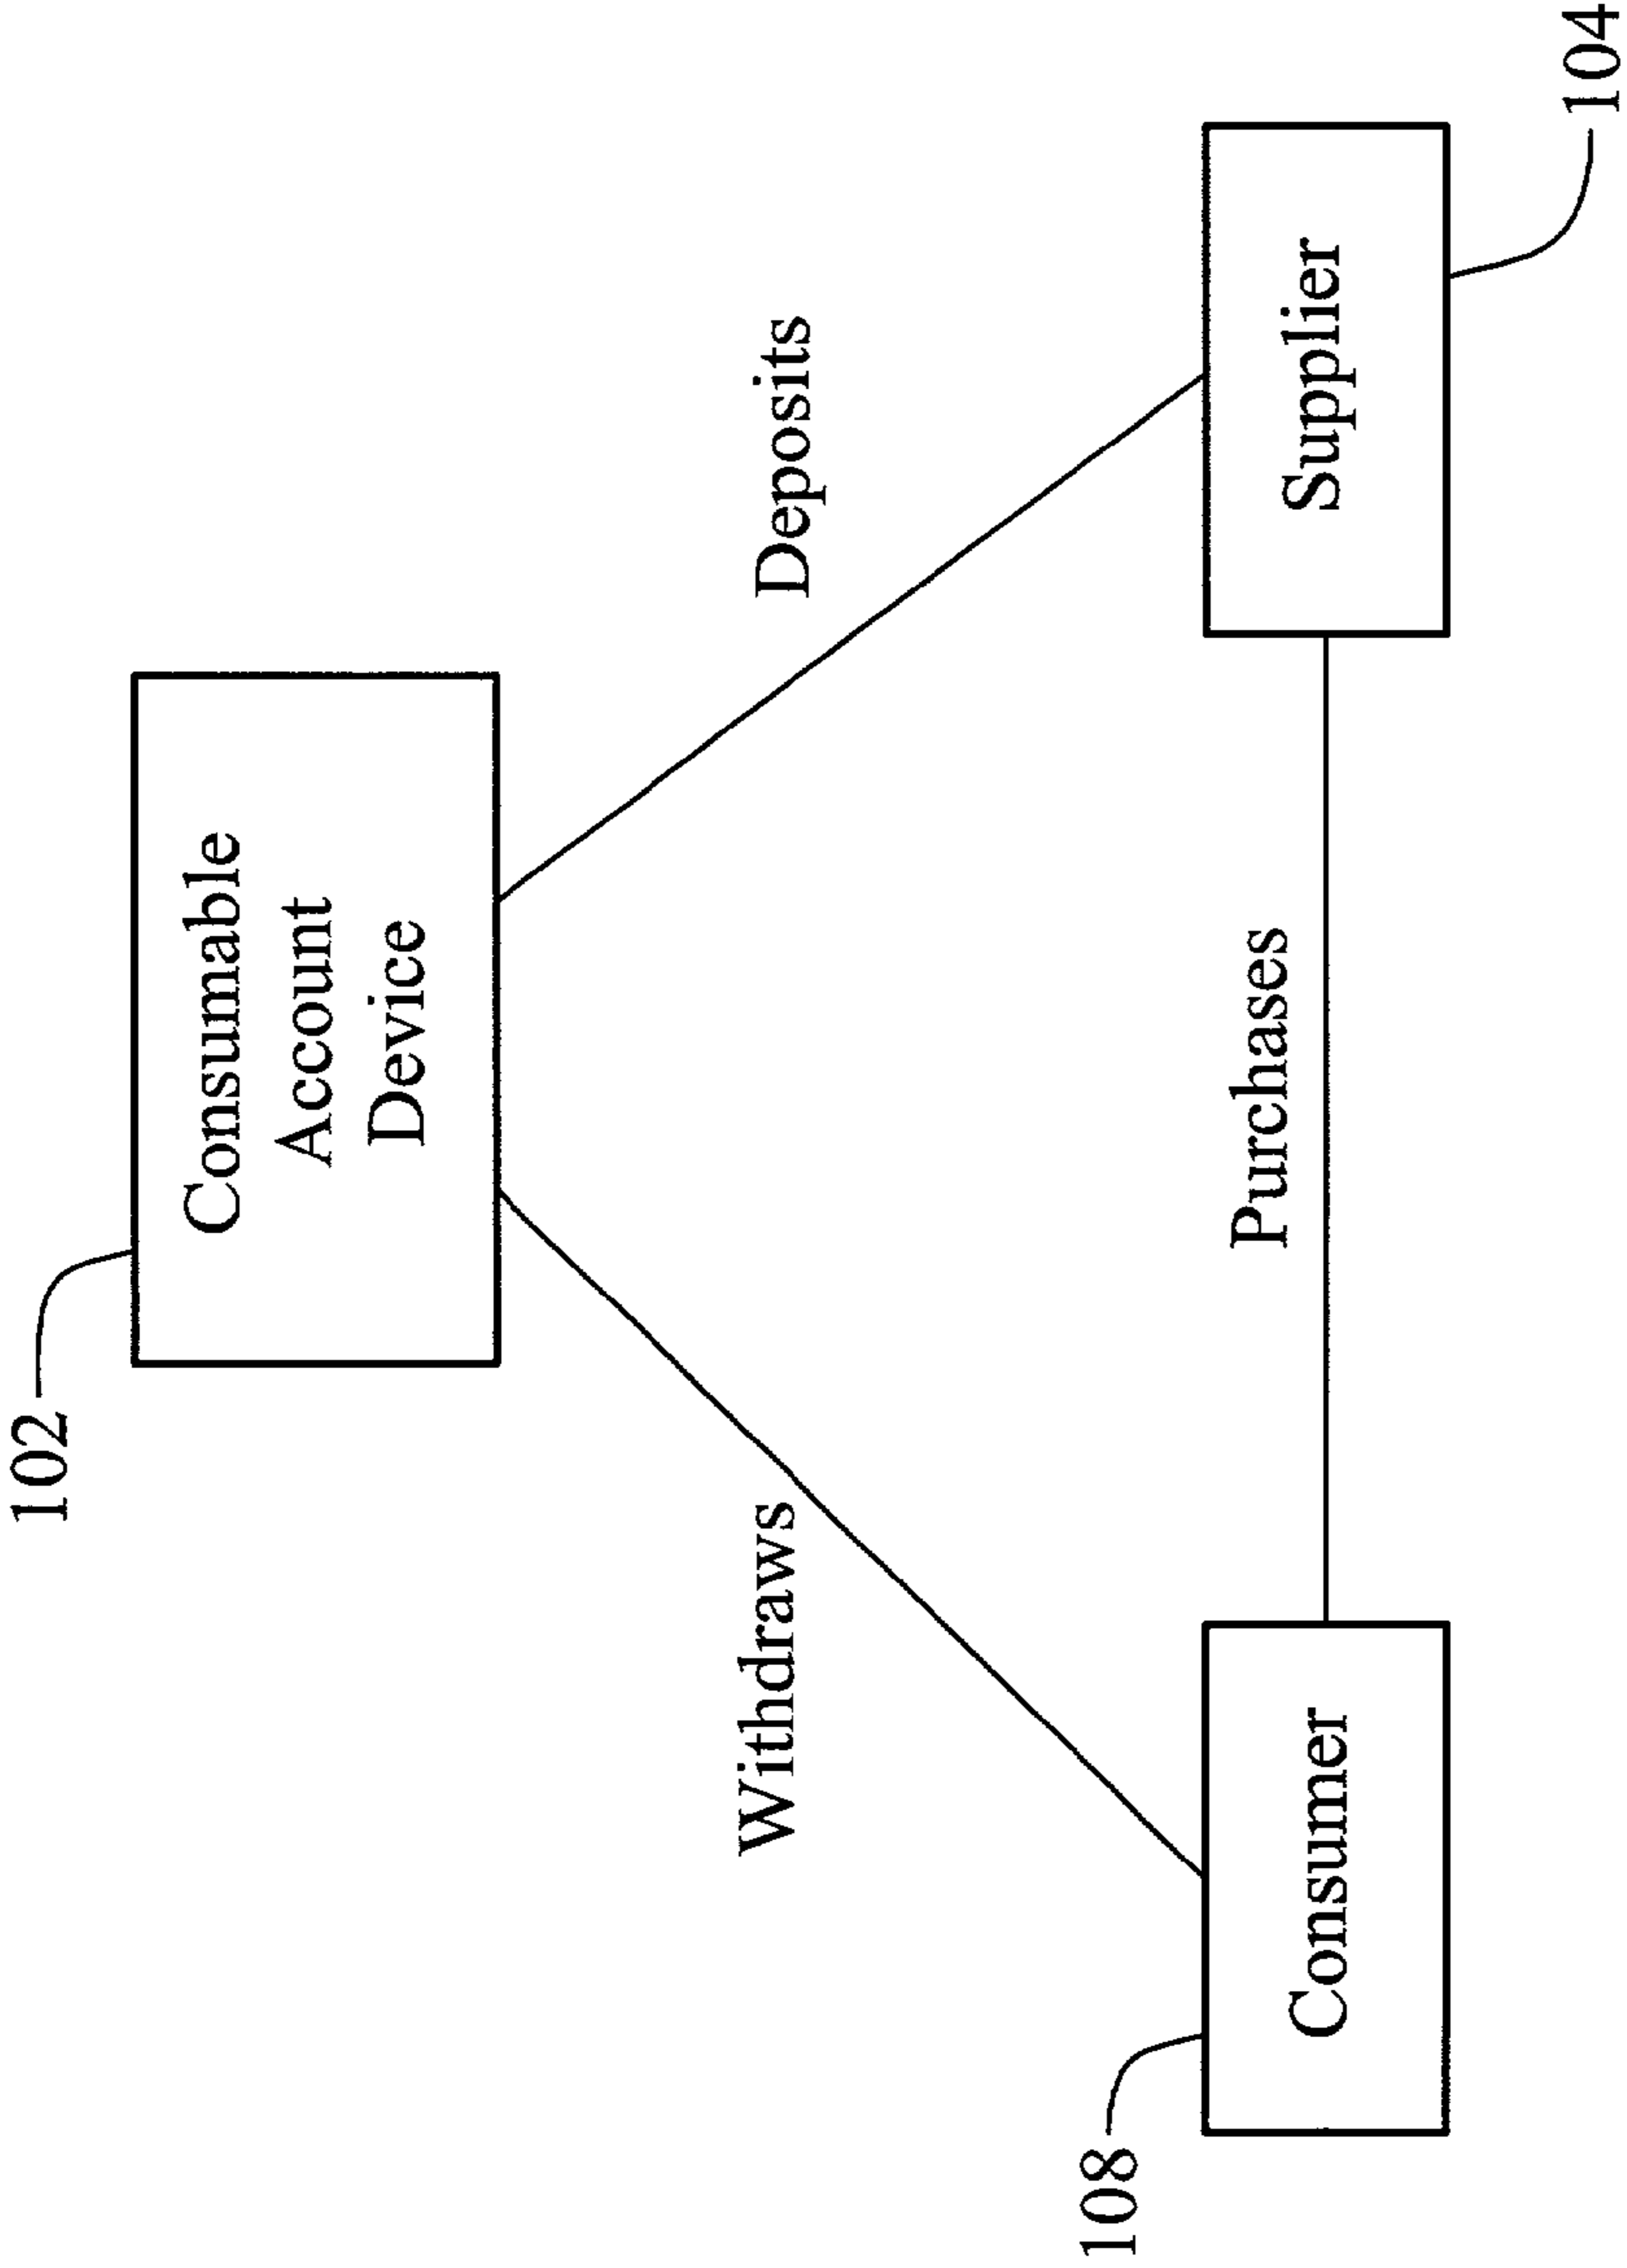 102
Consumable
Account
Device
Withdraws
Deposits
Purchases
108
Consumer
Supplier
104